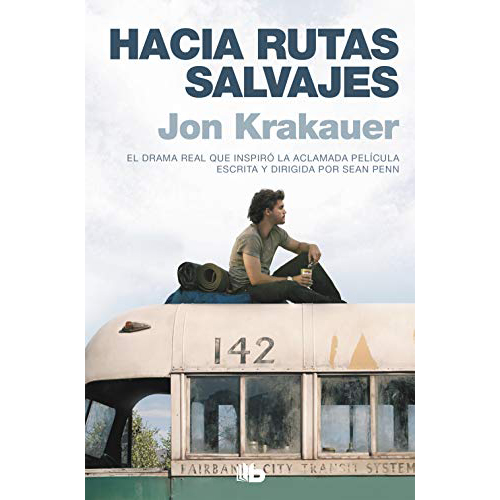 HACIA RUTAS
SALVAJES
Jon Krakauer
EL DRAMA REAL QUE INSPIRÓ LA ACLAMADA PELÍCULA
ESCRITA Y DIRIGIDA POR SEAN PENN
142
FAIRBANKS CITY TRANSIT SYSTEM
B